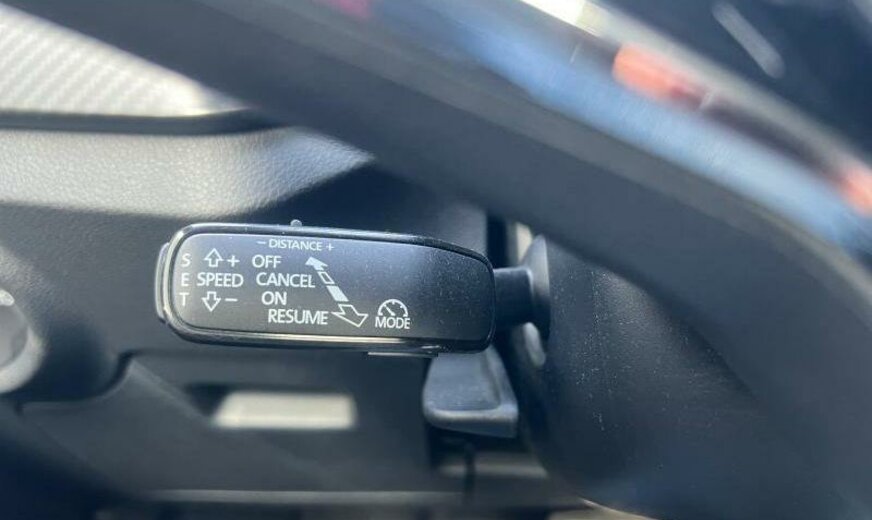 - DISTANCE +
S + OFF
E SPEED CANCEL
T - ON
RESUME MODE